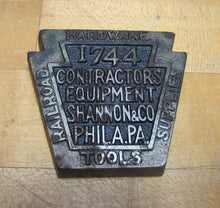 HARDWARE
RAILROAD
1744
CONTRACTORS
EQUIPMENT
SHANNON & CO
PHILA. PA.
SUPPLIES
TOOLS